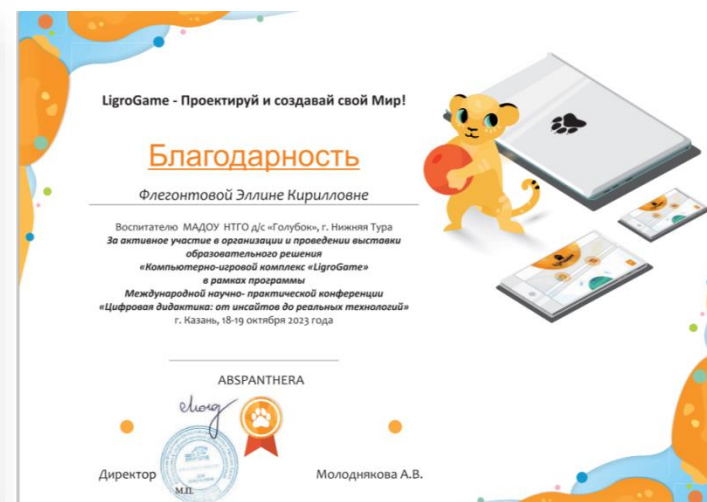 LigroGame - Проектируй и создавай свой Мир!
Благодарность
Флегонтовой Эллине Кирилловне
Воспитателю МАДОУ НТГО д/с «Голубок», г. Нижняя Тура
За активное участие в организации и проведении выставки
образовательного решения
«Компьютерно-игровой комплекс «LigroGame»
в рамках программы
Международной научно- практической конференции
«Цифровая дидактика: от инсайтов до реальных технологий»
г. Казань, 18-19 октября 2023 года
ABSPANTHERA
Директор
М.П.
Молоднякова А.В.